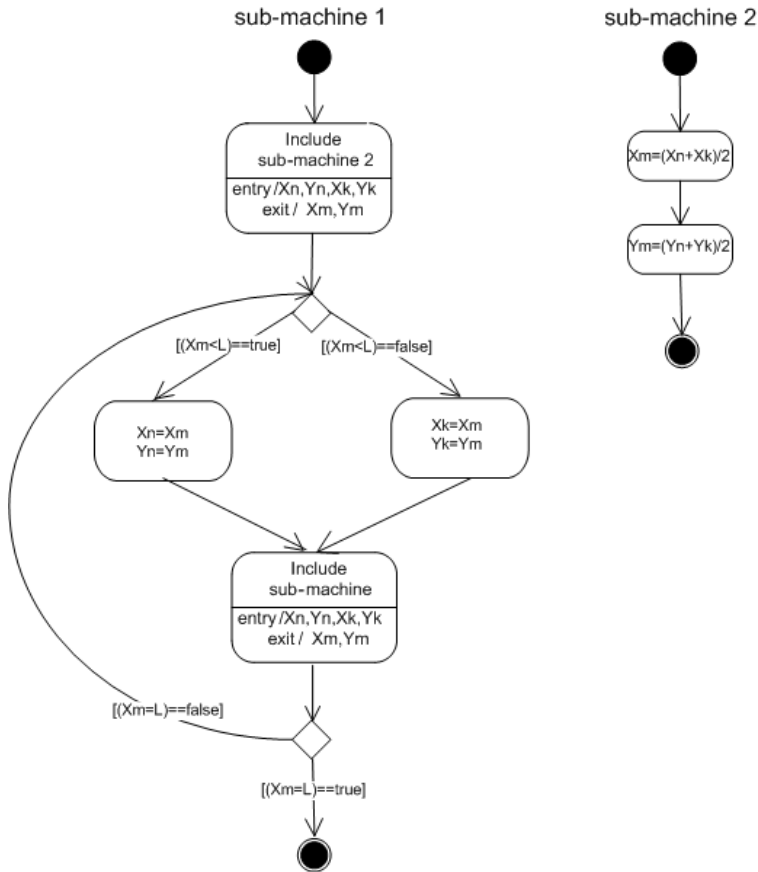 sub-machine 1
Include
sub-machine 2
entry/Xn,Yn,Xk,Yk
exit/ Xm,Ym
[(Xm<L)==true]
[(Xm<L)==false]
Xn=Xm
Yn=Ym
Xk=Xm
Yk=Ym
Include
sub-machine
entry/Xn,Yn,Xk,Yk
exit/ Xm,Ym
[(Xm=L)==false]
[(Xm=L)==true]
sub-machine 2
Xm=(Xn+Xk)/2
Ym=(Yn+Yk)/2